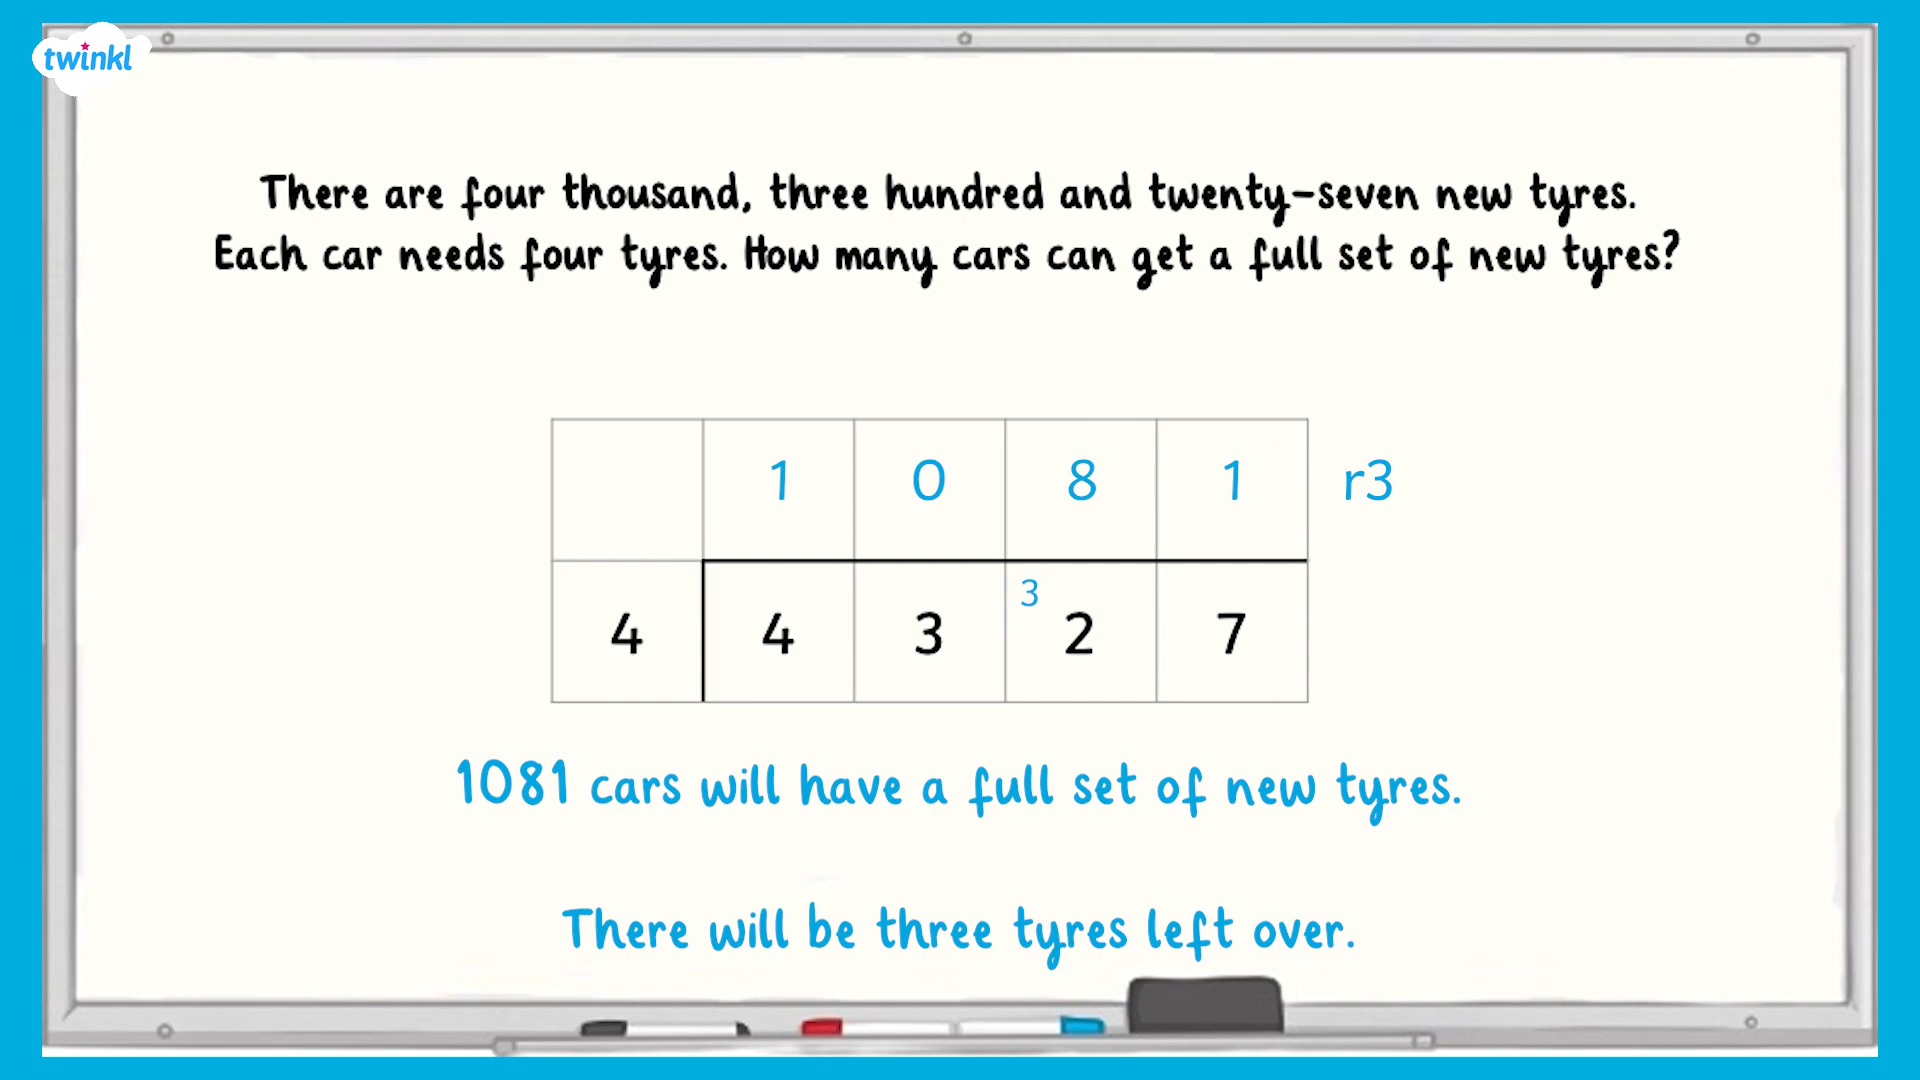 twinkl
There are four thousand, three hundred and twenty-seven new tyres.
Each car needs four tyres. How many cars can get a full set of new tyres?
1 0 8 1 r3
4 4 3 3 2 7
1081 cars will have a full set of new tyres.
There will be three tyres left over.